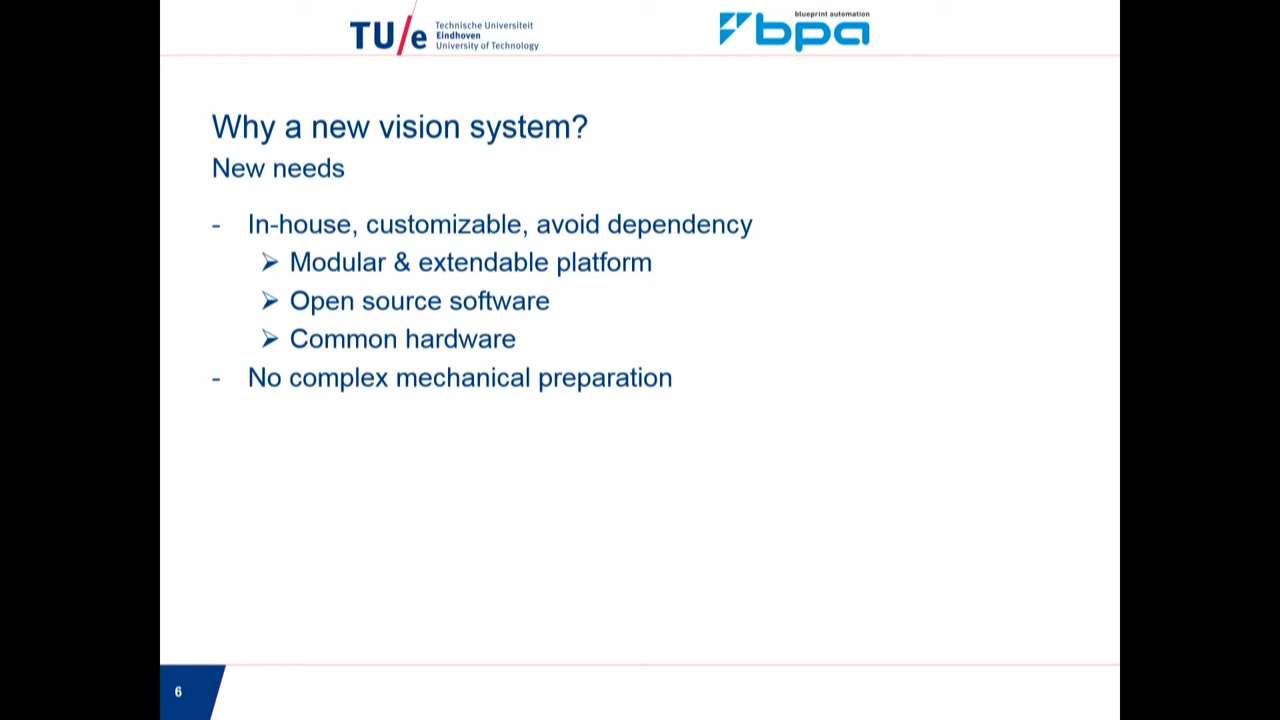 TU/e
Technische Universiteit
Eindhoven
University of Technology
blueprint automation
bpa
Why a new vision system?
New needs
- In-house, customizable, avoid dependency
➢ Modular & extendable platform
➢ Open source software
➢ Common hardware
- No complex mechanical preparation
6